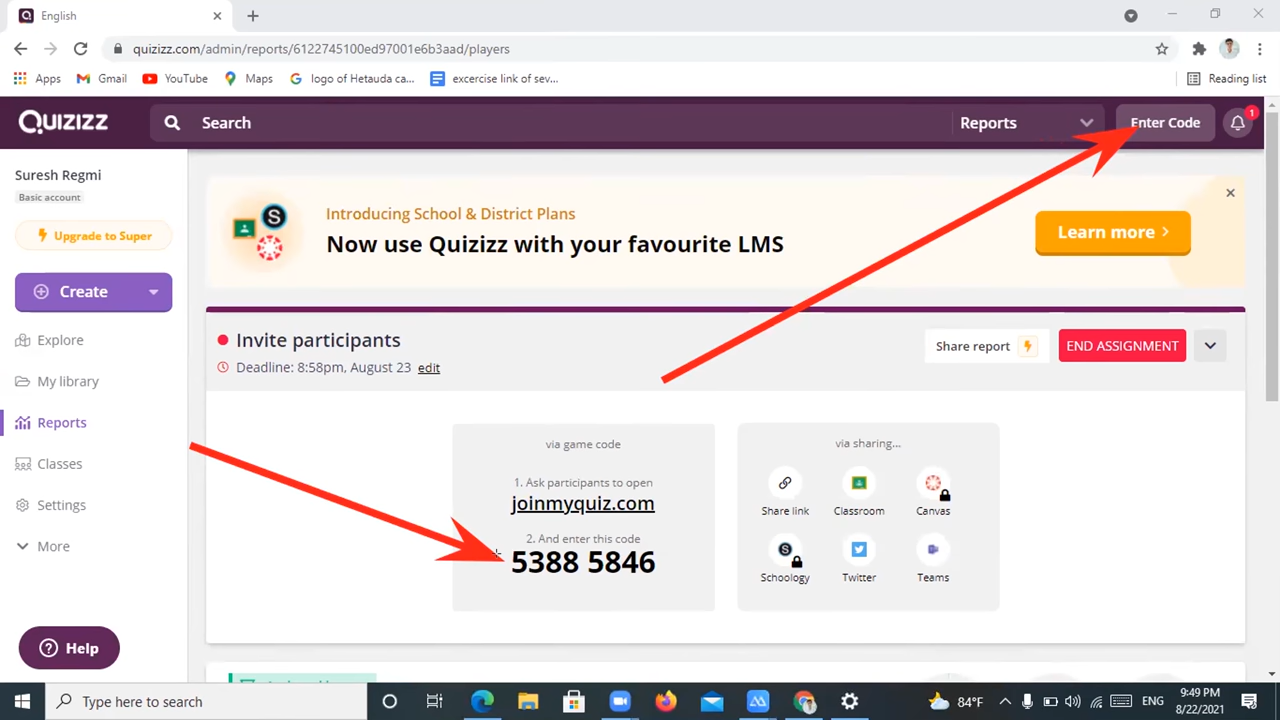 English
quizizz.com/admin/reports/6122745100ed97001e6b3aad/players
Apps Gmail YouTube Maps logo of Hetauda ca... excercise link of sev... Reading list
Quizizz Search Reports Enter Code 1
Suresh Regmi
Basic account
Upgrade to Super
Create
Explore
My library
Reports
Classes
Settings
More
Help
Introducing School & District Plans
Now use Quizizz with your favourite LMS
Learn more
Invite participants
Deadline: 8:58pm, August 23 edit
Share report END ASSIGNMENT
via game code
1. Ask participants to open
joinmyquiz.com
2. And enter this code
5388 5846
via sharing...
Share link Classroom Canvas
Schoology Twitter Teams
Type here to search
84°F ENG 9:49 PM
8/22/2021